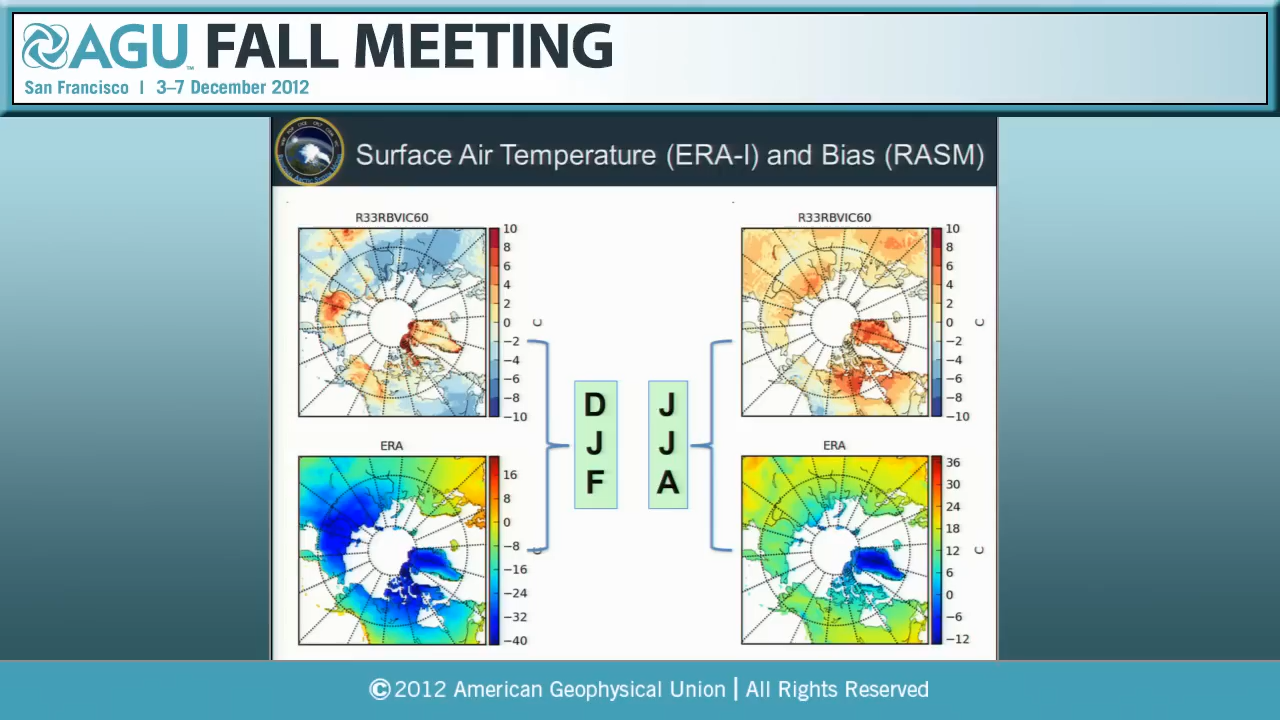 AGU FALL MEETING
San Francisco | 3–7 December 2012
Surface Air Temperature (ERA-I) and Bias (RASM)
R33RBVIC60
10
8
6
4
2
0
−2
−4
−6
−8
−10
C
R33RBVIC60
10
8
6
4
2
0
−2
−4
−6
−8
−10
C
D
J
F
J
J
A
ERA
16
8
0
−8
−16
−24
−32
−40
C
ERA
36
30
24
18
12
6
0
−6
−12
C
©2012 American Geophysical Union | All Rights Reserved